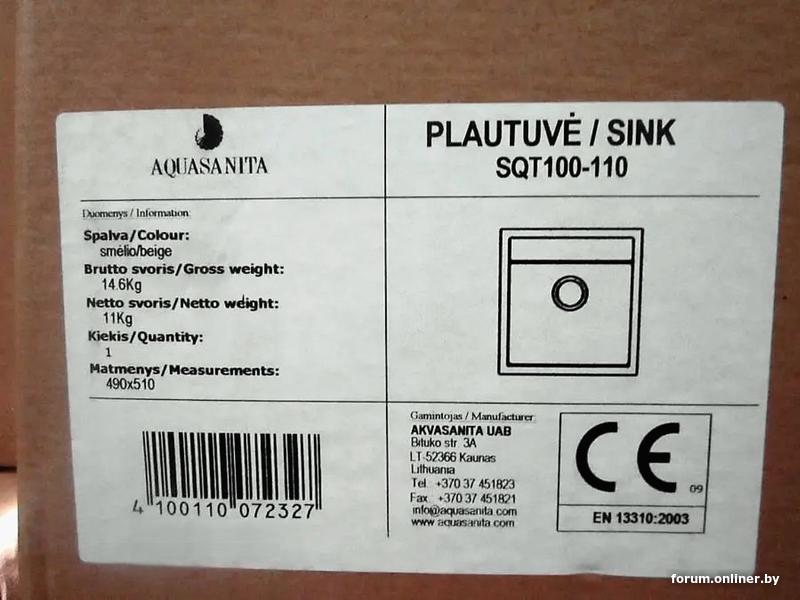 AQUASANITA
PLAUTUVĖ / SINK
SQT100-110
Duomenys / Information:
Spalva/Colour:
smėlio/beige
Brutto svoris/Gross weight:
14.6Kg
Netto svoris/Netto weight:
11Kg
Kiekis/Quantity:
1
Matmenys/Measurements:
490x510
4 100110 072327
Gamintojas / Manufacturer:
AKVASANITA UAB
Bituko str. 3A
LT-52366 Kaunas
Lithuania
Tel. +370 37 451823
Fax. +370 37 451821
info@aquasanita.com
www.aquasanita.com
CE
09
EN 13310:2003
forum.onliner.by